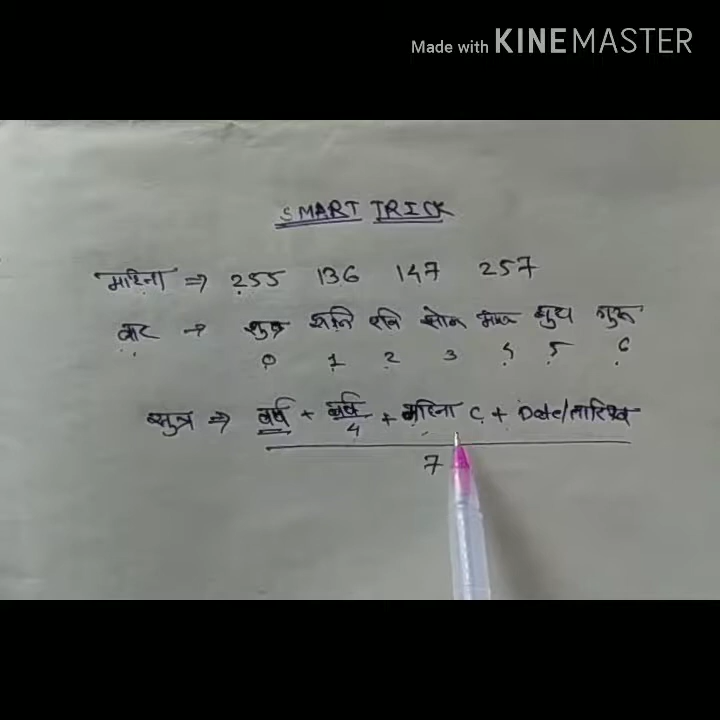 Made with KINEMASTER
SMART TRICK
माहिना ⇒ 255 136 147 257
वार → शुक्र शनि रवि सोम मंगल बुध गुरु
0 1 2 3 4 5 6
सुत्र ⇒ वर्ष + वर्ष/4 + महिना C + Date/तारिख
7